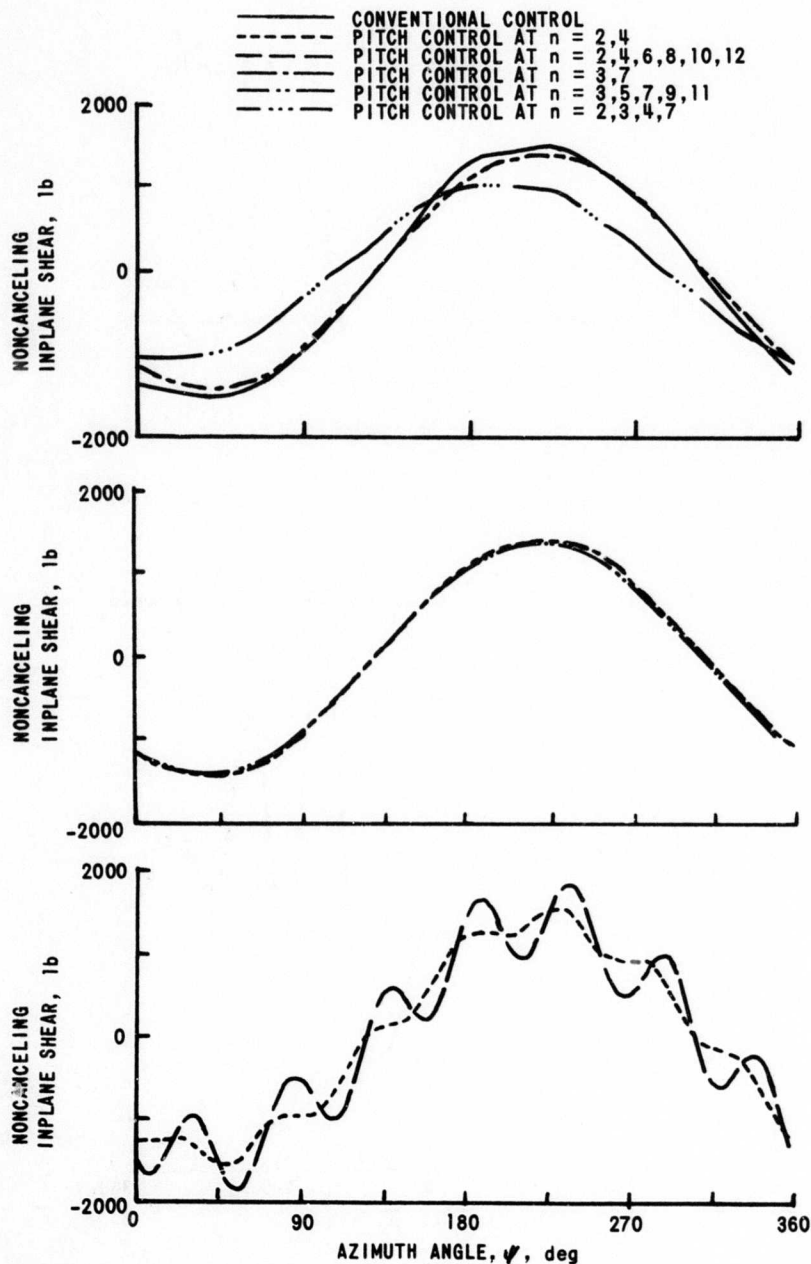 CONVENTIONAL CONTROL
PITCH CONTROL AT n = 2,4
PITCH CONTROL AT n = 2,4,6,8,10,12
PITCH CONTROL AT n = 3,7
PITCH CONTROL AT n = 3,5,7,9,11
PITCH CONTROL AT n = 2,3,4,7
2000
0
-2000
NONCANCELING
INPLANE SHEAR, lb
2000
0
-2000
NONCANCELING
INPLANE SHEAR, lb
2000
0
-2000
NONCANCELING
INPLANE SHEAR, lb
0 90 180 270 360
AZIMUTH ANGLE, ψ, deg